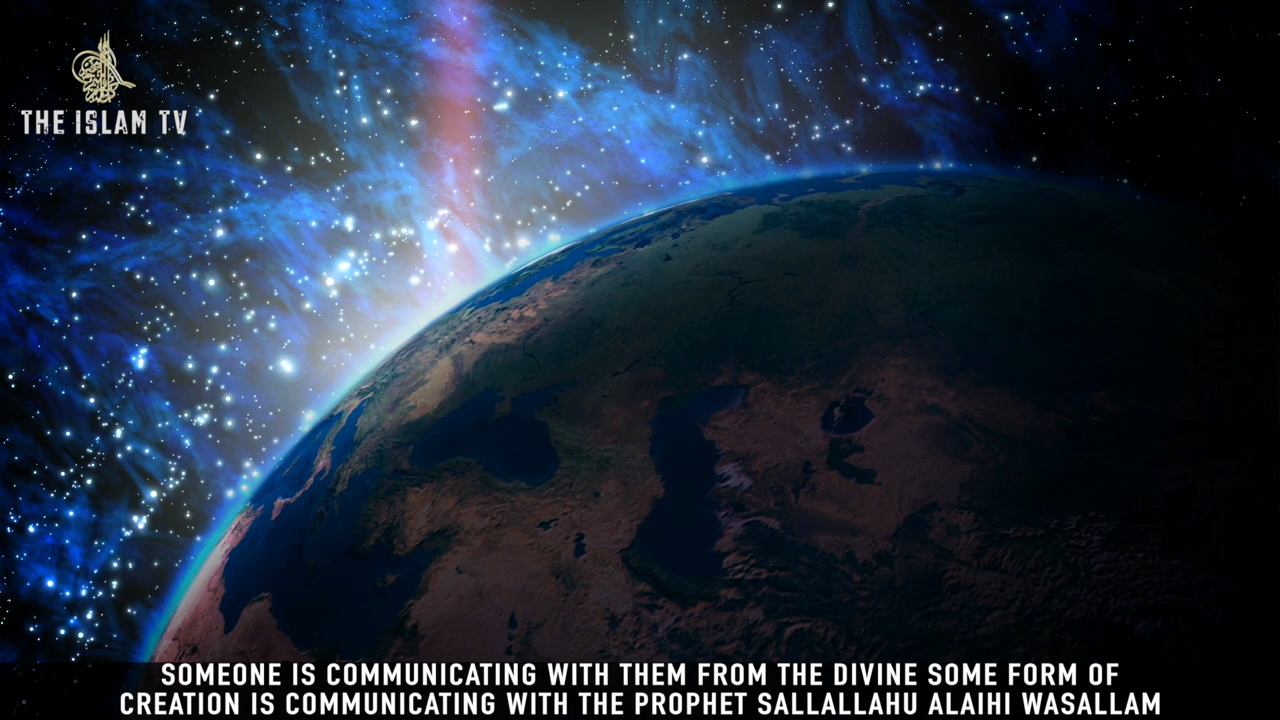 THE ISLAM TV
SOMEONE IS COMMUNICATING WITH THEM FROM THE DIVINE SOME FORM OF
CREATION IS COMMUNICATING WITH THE PROPHET SALLALLAHU ALAIHI WASALLAM